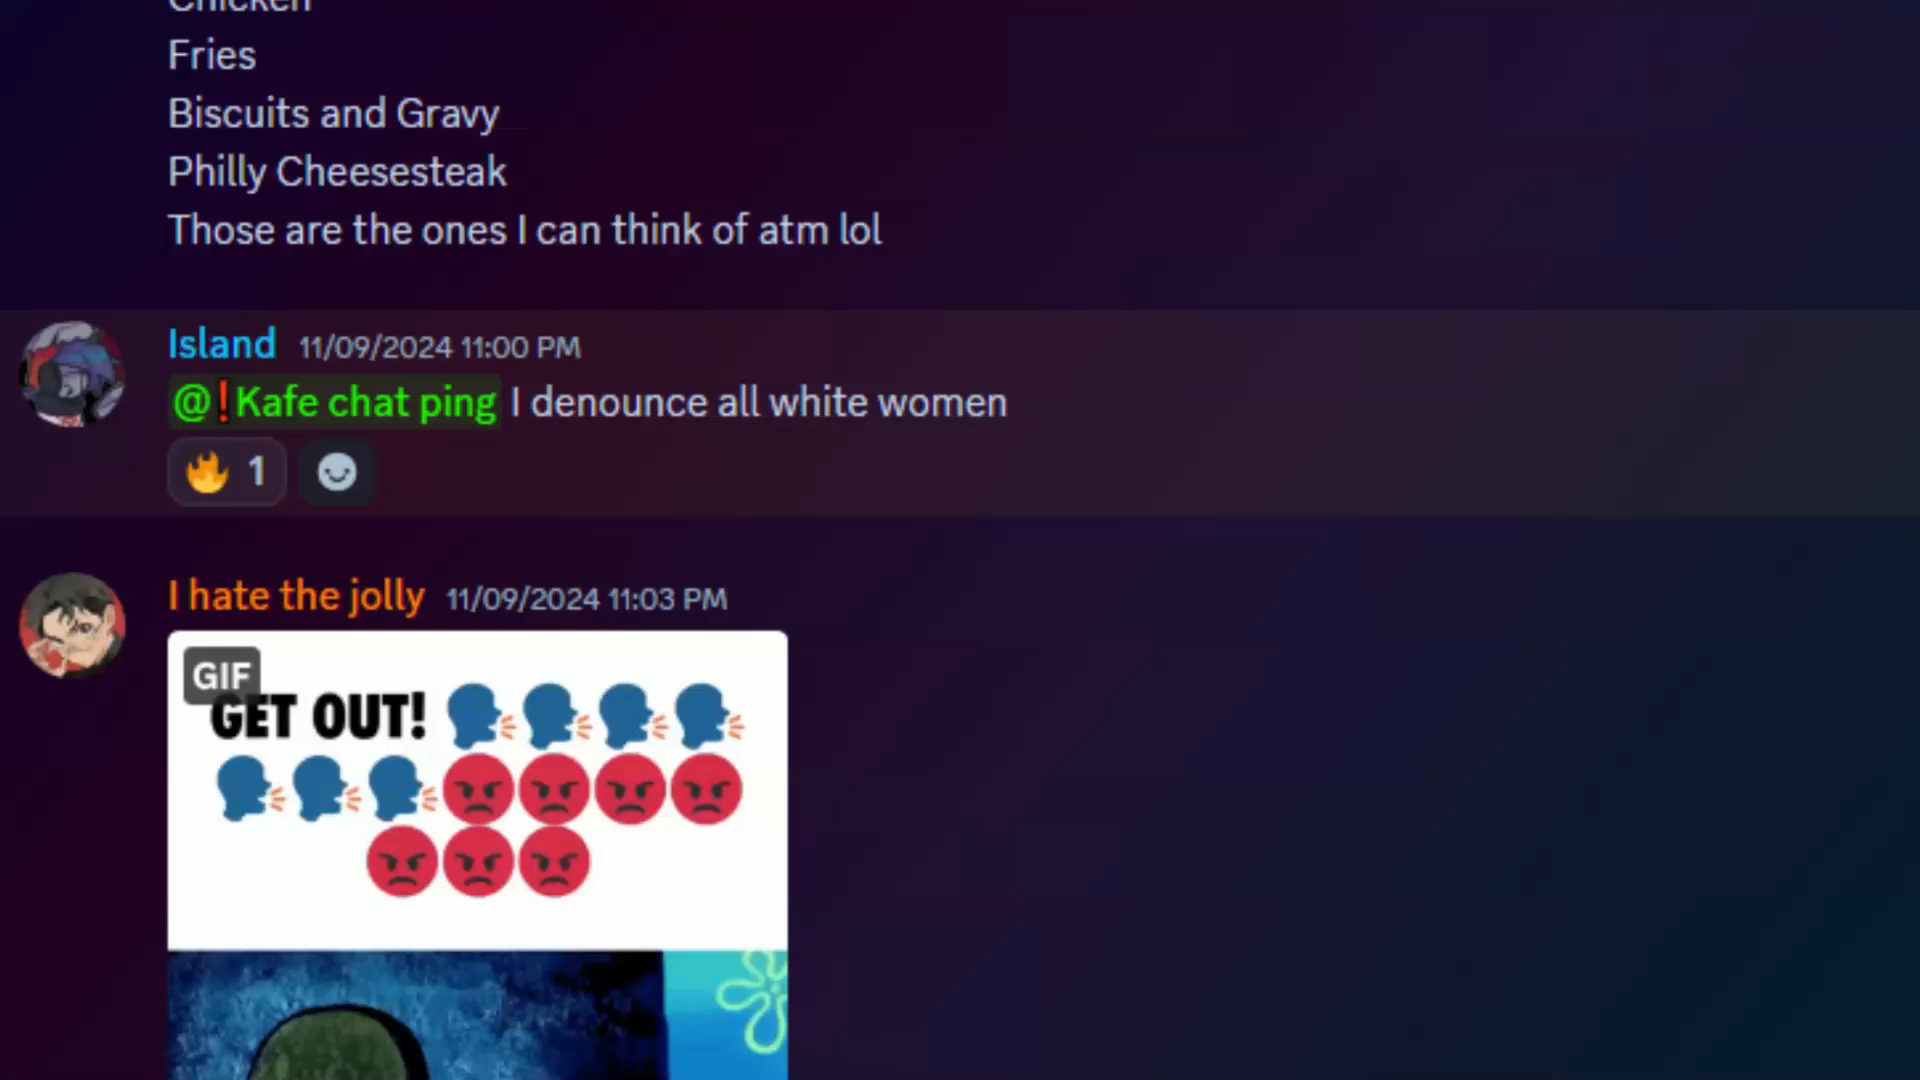 Chicken
Fries
Biscuits and Gravy
Philly Cheesesteak
Those are the ones I can think of atm lol
Island 11/09/2024 11:00 PM
@❗Kafe chat ping I denounce all white women
🔥 1
I hate the jolly 11/09/2024 11:03 PM
GIF
GET OUT! 🗣🗣🗣🗣
🗣🗣🗣😡😡😡😡
😡😡😡